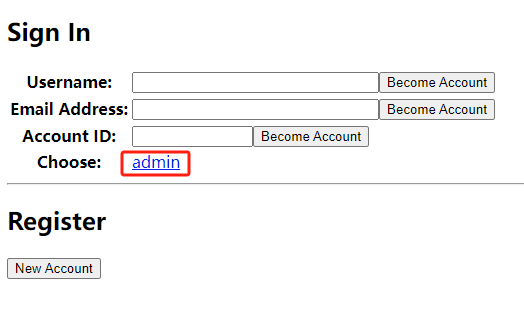 Sign In
Username: Become Account
Email Address: Become Account
Account ID: Become Account
Choose: admin
Register
New Account